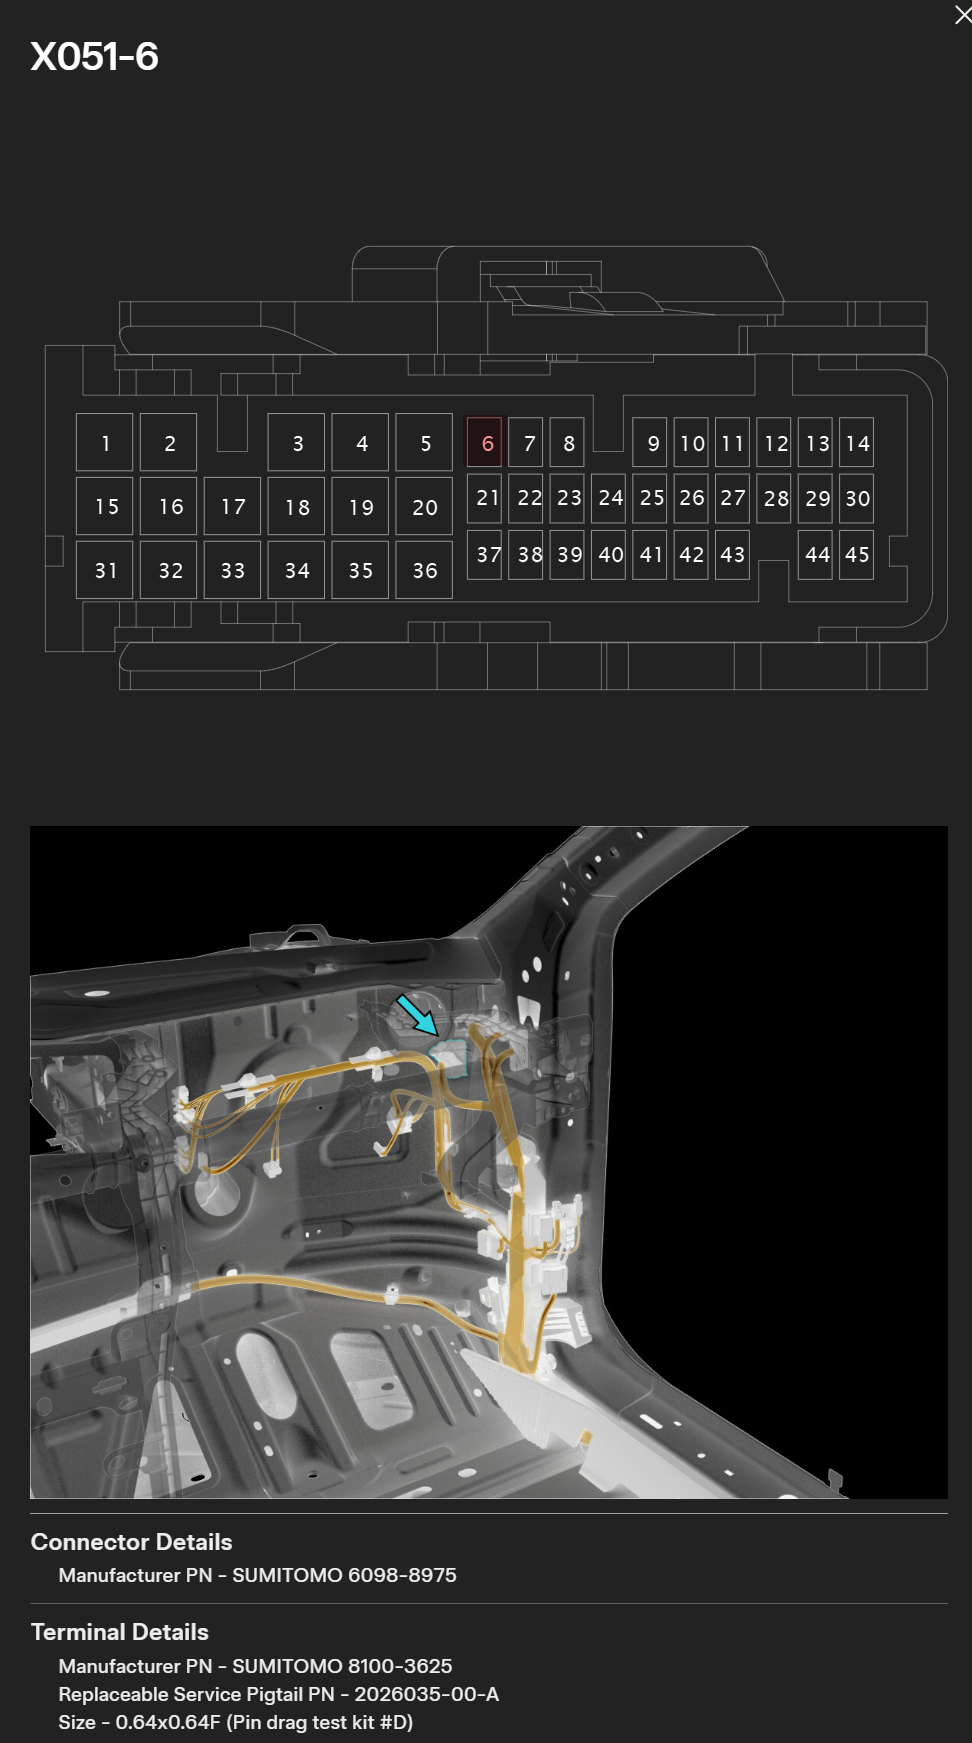 X051-6
1 2 3 4 5 6 7 8 9 10 11 12 13 14
15 16 17 18 19 20 21 22 23 24 25 26 27 28 29 30
31 32 33 34 35 36 37 38 39 40 41 42 43 44 45
Connector Details
Manufacturer PN - SUMITOMO 6098-8975
Terminal Details
Manufacturer PN - SUMITOMO 8100-3625
Replaceable Service Pigtail PN - 2026035-00-A
Size - 0.64x0.64F (Pin drag test kit #D)